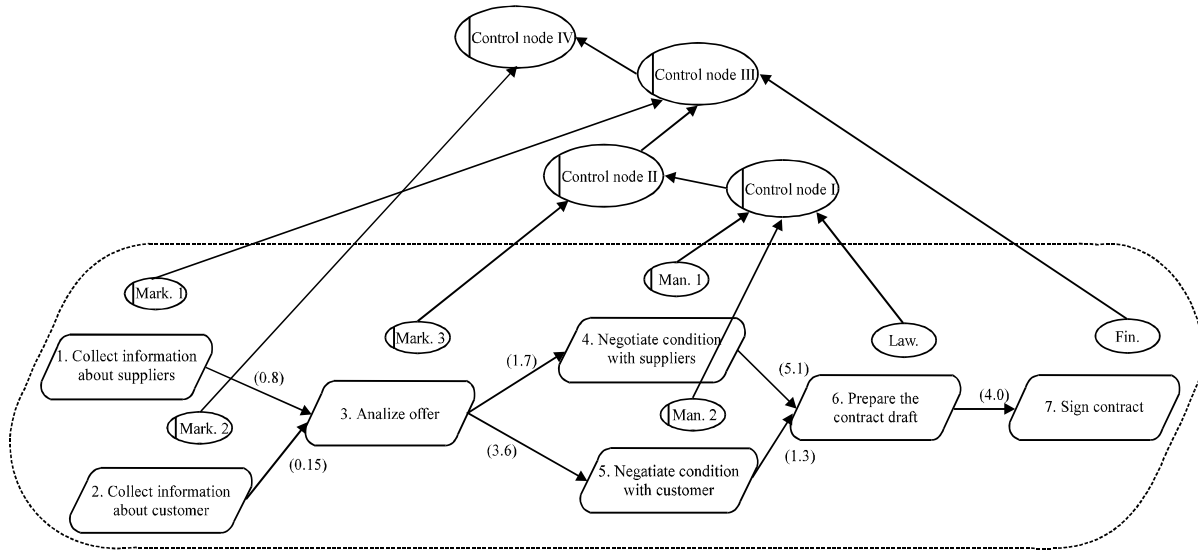 Control node IV
Control node III
Control node II
Control node I
Mark. 1
Man. 1
Mark. 3
Law.
Fin.
1. Collect information
about suppliers
4. Negotiate condition
with suppliers
(1.7)
(0.8)
(5.1)
3. Analize offer
6. Prepare the
contract draft
(4.0)
7. Sign contract
Mark. 2
Man. 2
(0.15)
(3.6)
(1.3)
2. Collect information
about customer
5. Negotiate condition
with customer